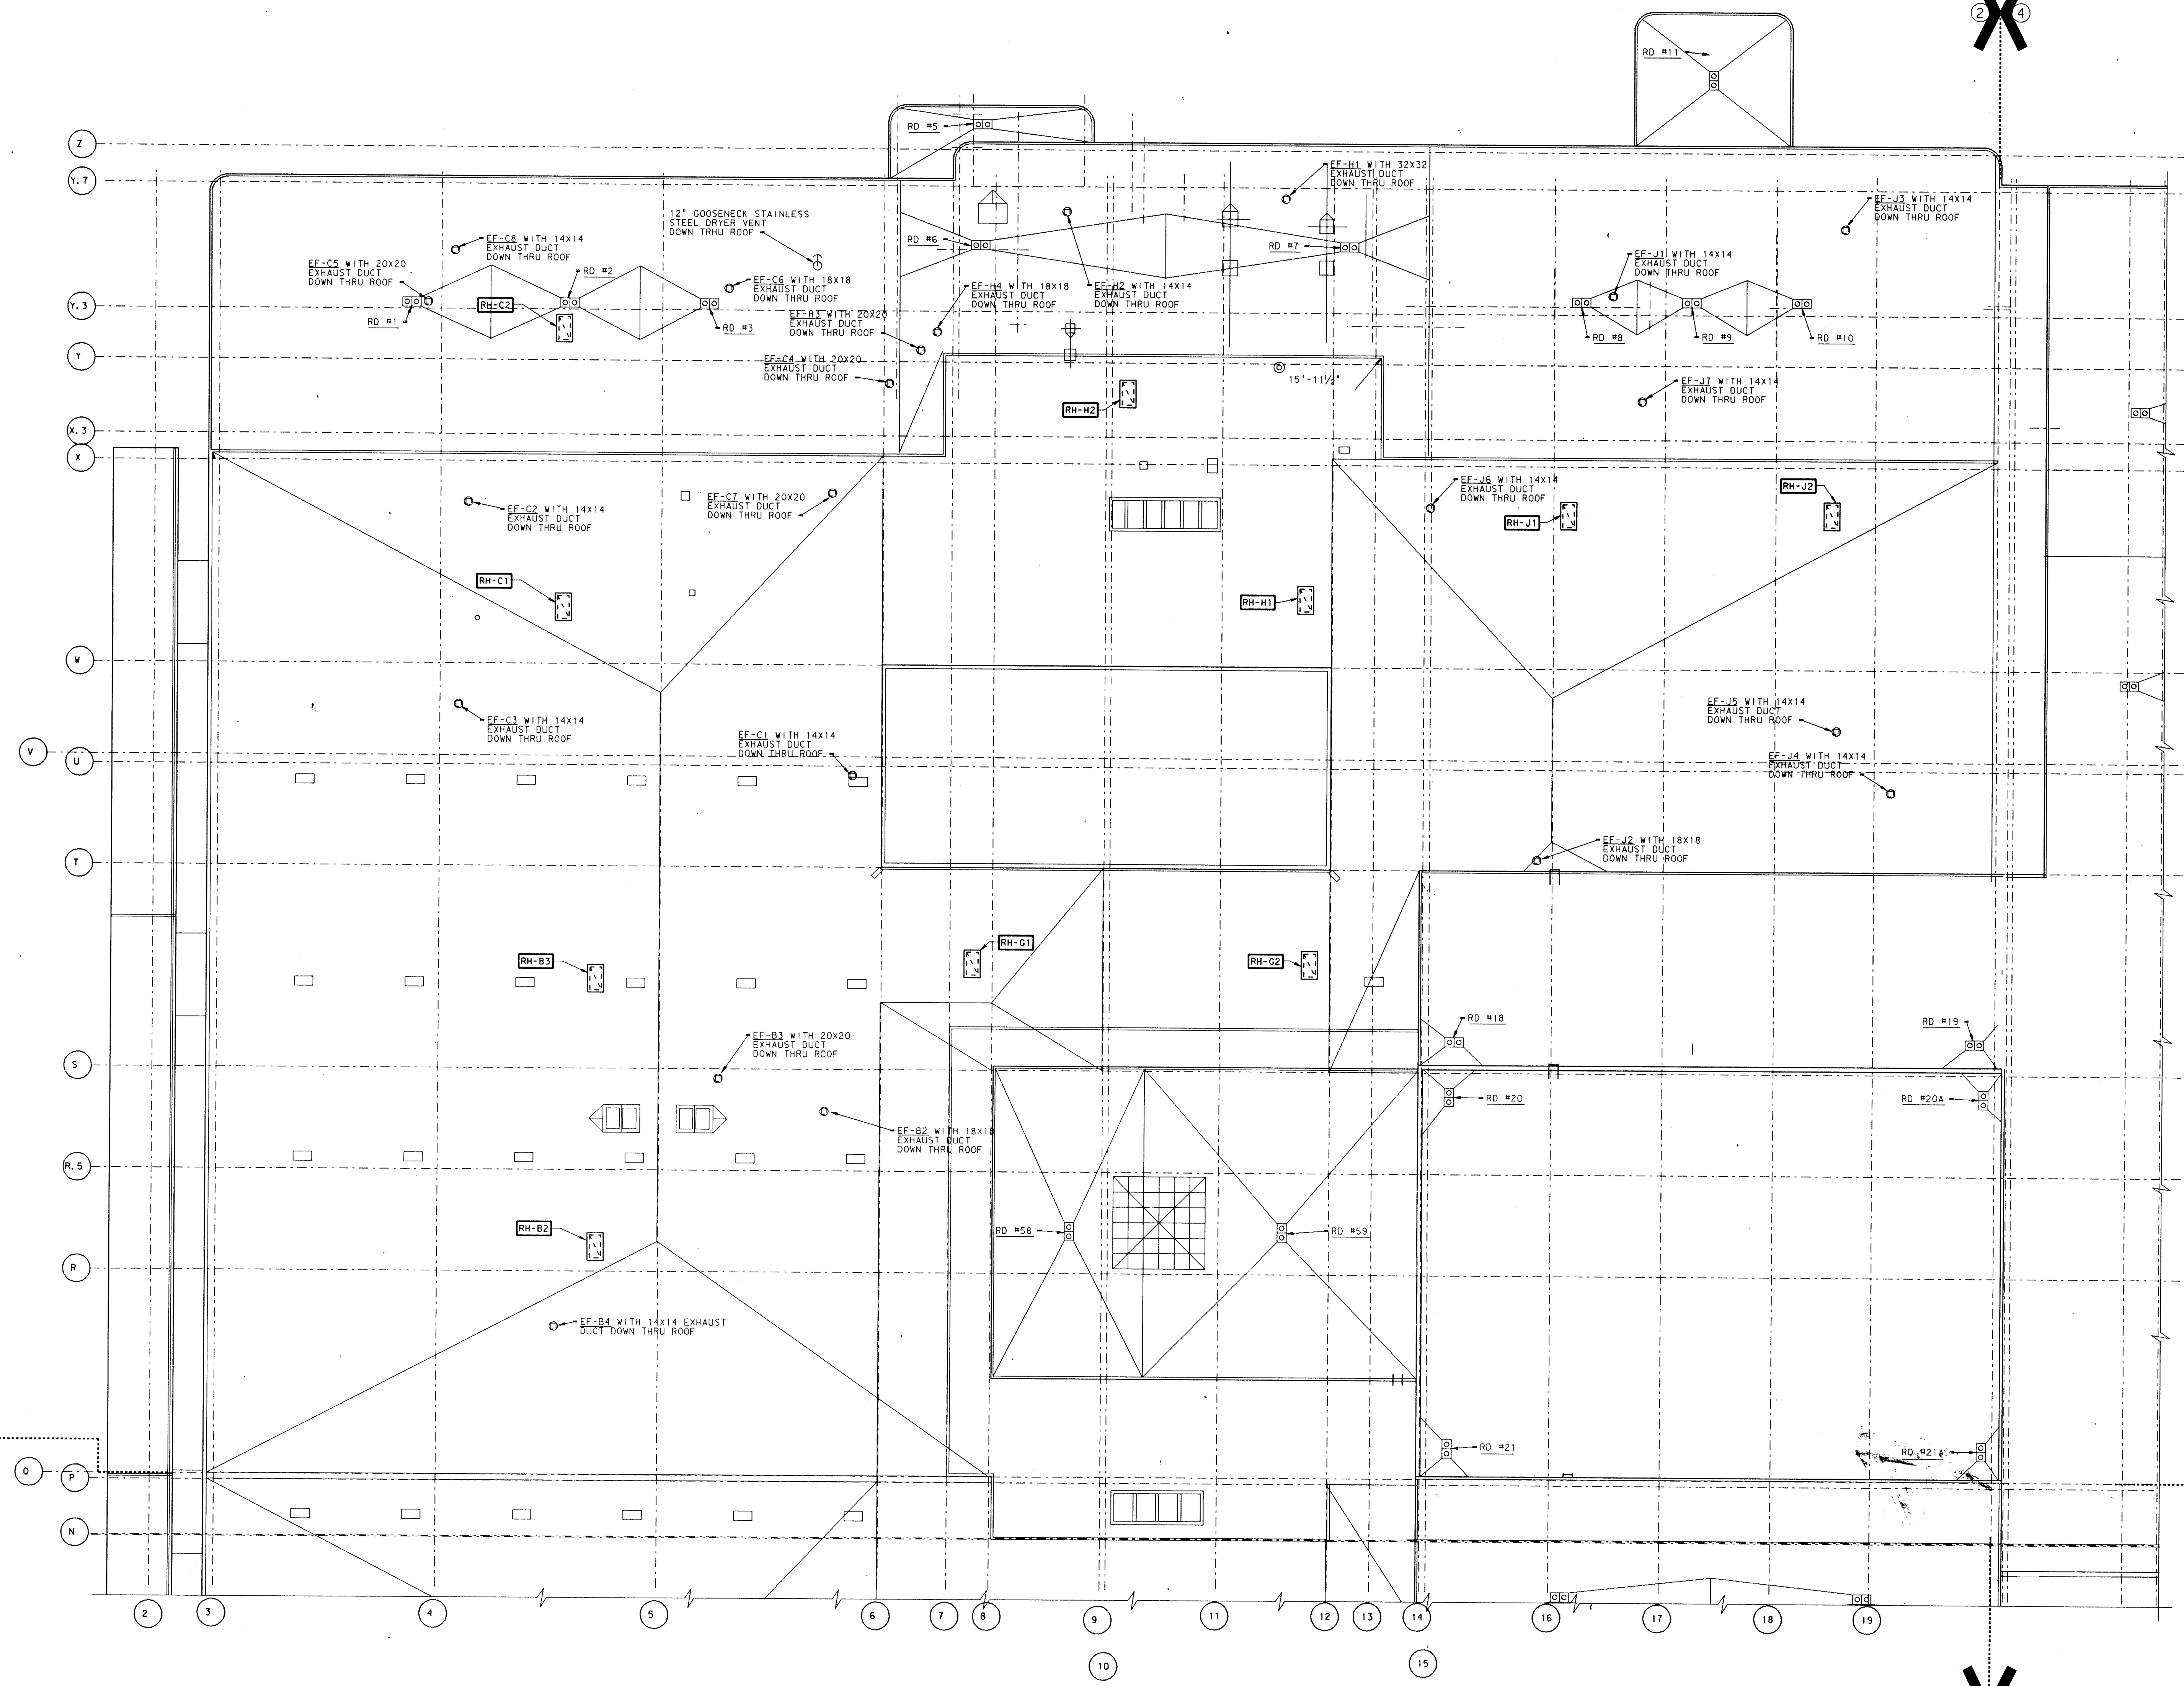 2
4
RD #11
RD #5
Z
Y.7
EF-H1 WITH 32X32
EXHAUST DUCT
DOWN THRU ROOF
EF-J3 WITH 14X14
EXHAUST DUCT
DOWN THRU ROOF
12" GOOSENECK STAINLESS
STEEL DRYER VENT
DOWN TRHU ROOF
EF-C8 WITH 14X14
EXHAUST DUCT
DOWN THRU ROOF
RD #6
RD #7
EF-C5 WITH 20X20
EXHAUST DUCT
DOWN THRU ROOF
RD #2
EF-J1 WITH 14X14
EXHAUST DUCT
DOWN THRU ROOF
EF-C6 WITH 18X18
EXHAUST DUCT
DOWN THRU ROOF
EF-H4 WITH 18X18
EXHAUST DUCT
DOWN THRU ROOF
EF-H2 WITH 14X14
EXHAUST DUCT
DOWN THRU ROOF
Y.3
RH-C2
RD #1
RD #3
EF-A3 WITH 20X20
EXHAUST DUCT
DOWN THRU ROOF
RD #8
RD #9
RD #10
Y
EF-C4 WITH 20X20
EXHAUST DUCT
DOWN THRU ROOF
15'-11½"
EF-J7 WITH 14X14
EXHAUST DUCT
DOWN THRU ROOF
RH-H2
X.3
X
EF-C2 WITH 14X14
EXHAUST DUCT
DOWN THRU ROOF
EF-C7 WITH 20X20
EXHAUST DUCT
DOWN THRU ROOF
EF-J6 WITH 14X14
EXHAUST DUCT
DOWN THRU ROOF
RH-J2
RH-J1
RH-C1
RH-H1
W
EF-C3 WITH 14X14
EXHAUST DUCT
DOWN THRU ROOF
EF-J5 WITH 14X14
EXHAUST DUCT
DOWN THRU ROOF
EF-C1 WITH 14X14
EXHAUST DUCT
DOWN THRU ROOF
V
U
EF-J4 WITH 14X14
EXHAUST DUCT
DOWN THRU ROOF
EF-J2 WITH 18X18
EXHAUST DUCT
DOWN THRU ROOF
T
RH-G1
RH-B3
RH-G2
RD #18
RD #19
EF-B3 WITH 20X20
EXHAUST DUCT
DOWN THRU ROOF
S
RD #20
RD #20A
EF-B2 WITH 18X18
EXHAUST DUCT
DOWN THRU ROOF
R.5
RH-B2
RD #58
RD #59
R
EF-B4 WITH 14X14 EXHAUST
DUCT DOWN THRU ROOF
RD #21
RD #21A
Q
P
N
2
3
4
5
6
7
8
9
11
12
13
14
16
17
18
19
10
15